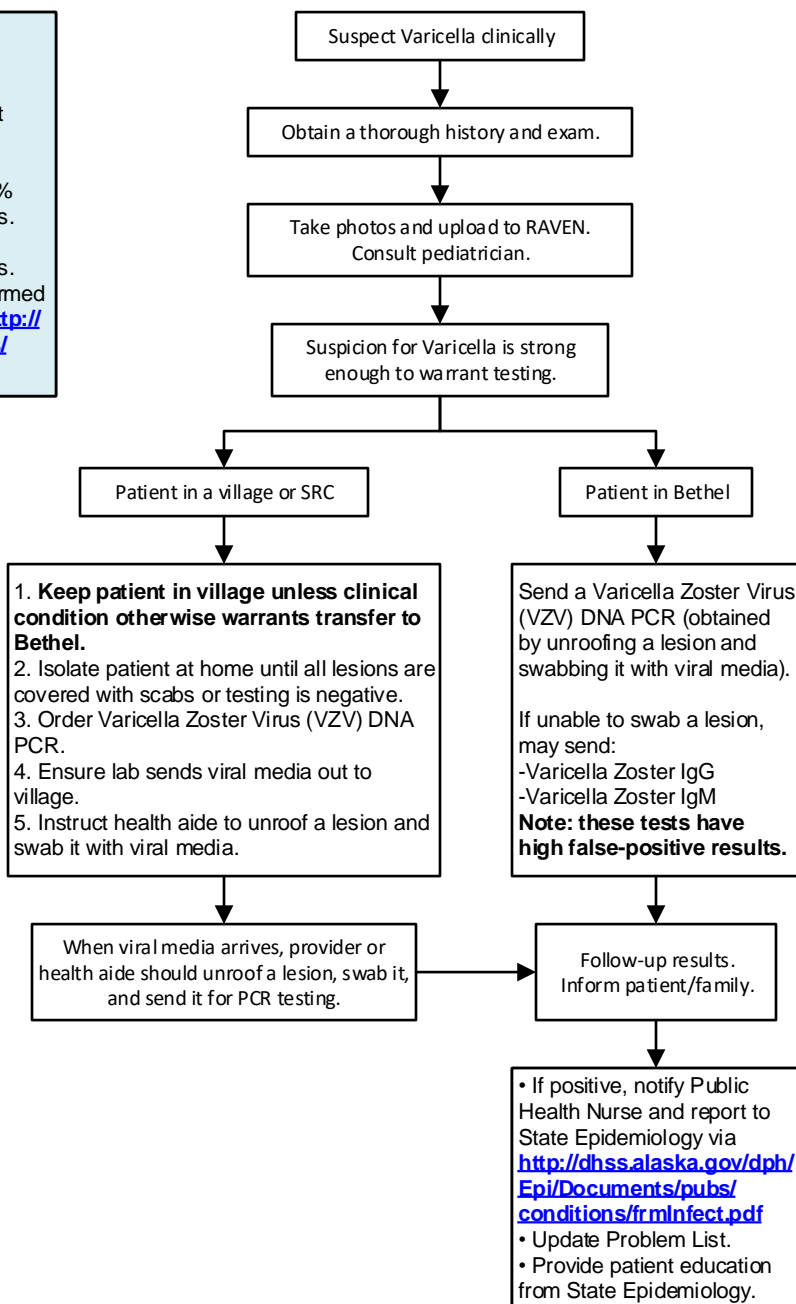 t
%
s.
s.
rmed
ttp://
/
Suspect Varicella clinically
Obtain a thorough history and exam.
Take photos and upload to RAVEN.
Consult pediatrician.
Suspicion for Varicella is strong
enough to warrant testing.
Patient in a village or SRC
1. Keep patient in village unless clinical
condition otherwise warrants transfer to
Bethel.
2. Isolate patient at home until all lesions are
covered with scabs or testing is negative.
3. Order Varicella Zoster Virus (VZV) DNA
PCR.
4. Ensure lab sends viral media out to
village.
5. Instruct health aide to unroof a lesion and
swab it with viral media.
When viral media arrives, provider or
health aide should unroof a lesion, swab it,
and send it for PCR testing.
Patient in Bethel
Send a Varicella Zoster Virus
(VZV) DNA PCR (obtained
by unroofing a lesion and
swabbing it with viral media).
If unable to swab a lesion,
may send:
-Varicella Zoster IgG
-Varicella Zoster IgM
Note: these tests have
high false-positive results.
Follow-up results.
Inform patient/family.
• If positive, notify Public
Health Nurse and report to
State Epidemiology via
http://dhss.alaska.gov/dph/
Epi/Documents/pubs/
conditions/frmInfect.pdf
• Update Problem List.
• Provide patient education
from State Epidemiology.